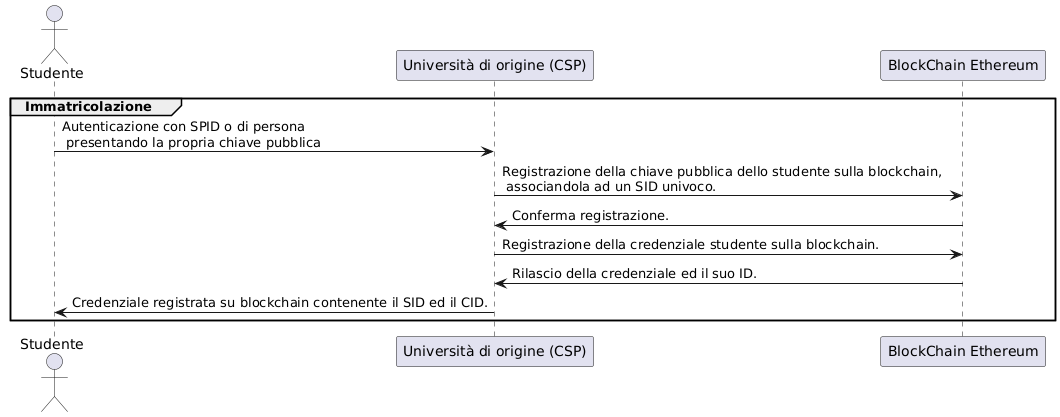 Studente
Università di origine (CSP)
BlockChain Ethereum
Immatricolazione
Autenticazione con SPID o di persona
presentando la propria chiave pubblica
Registrazione della chiave pubblica dello studente sulla blockchain,
associandola ad un SID univoco.
Conferma registrazione.
Registrazione della credenziale studente sulla blockchain.
Rilascio della credenziale ed il suo ID.
Credenziale registrata su blockchain contenente il SID ed il CID.
Studente
Università di origine (CSP)
BlockChain Ethereum